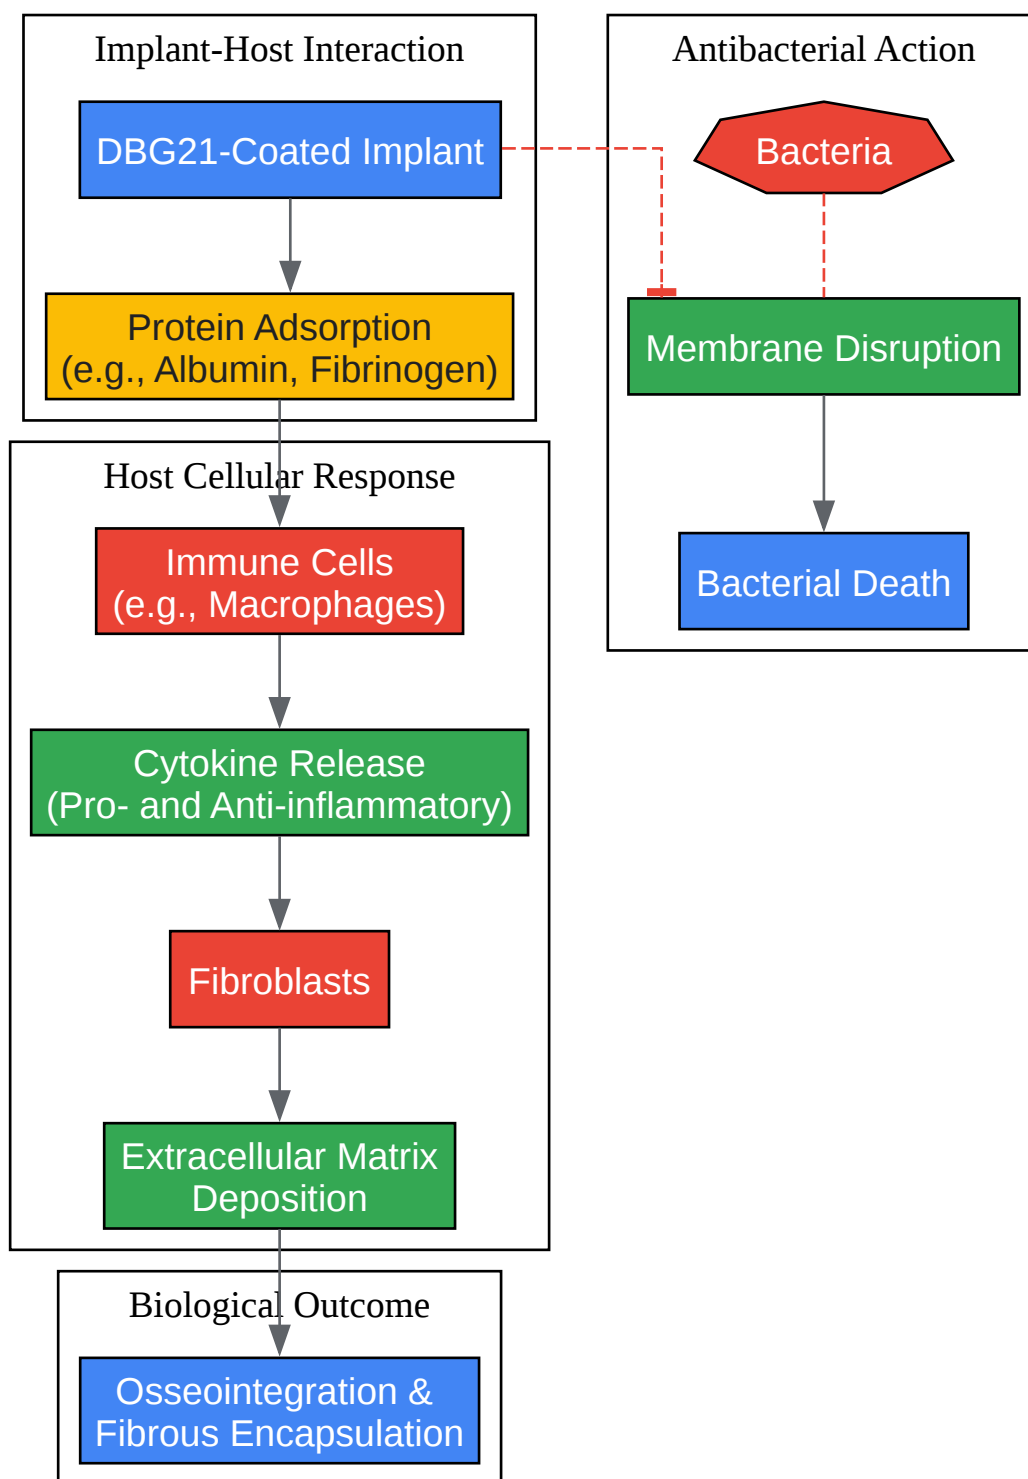 Implant-Host Interaction
DBG21-Coated Implant
Protein Adsorption
(e.g., Albumin, Fibrinogen)
Host Cellular Response
Immune Cells
(e.g., Macrophages)
Cytokine Release
(Pro- and Anti-inflammatory)
Fibroblasts
Extracellular Matrix
Deposition
Biological Outcome
Osseointegration &
Fibrous Encapsulation
Antibacterial Action
Bacteria
Membrane Disruption
Bacterial Death